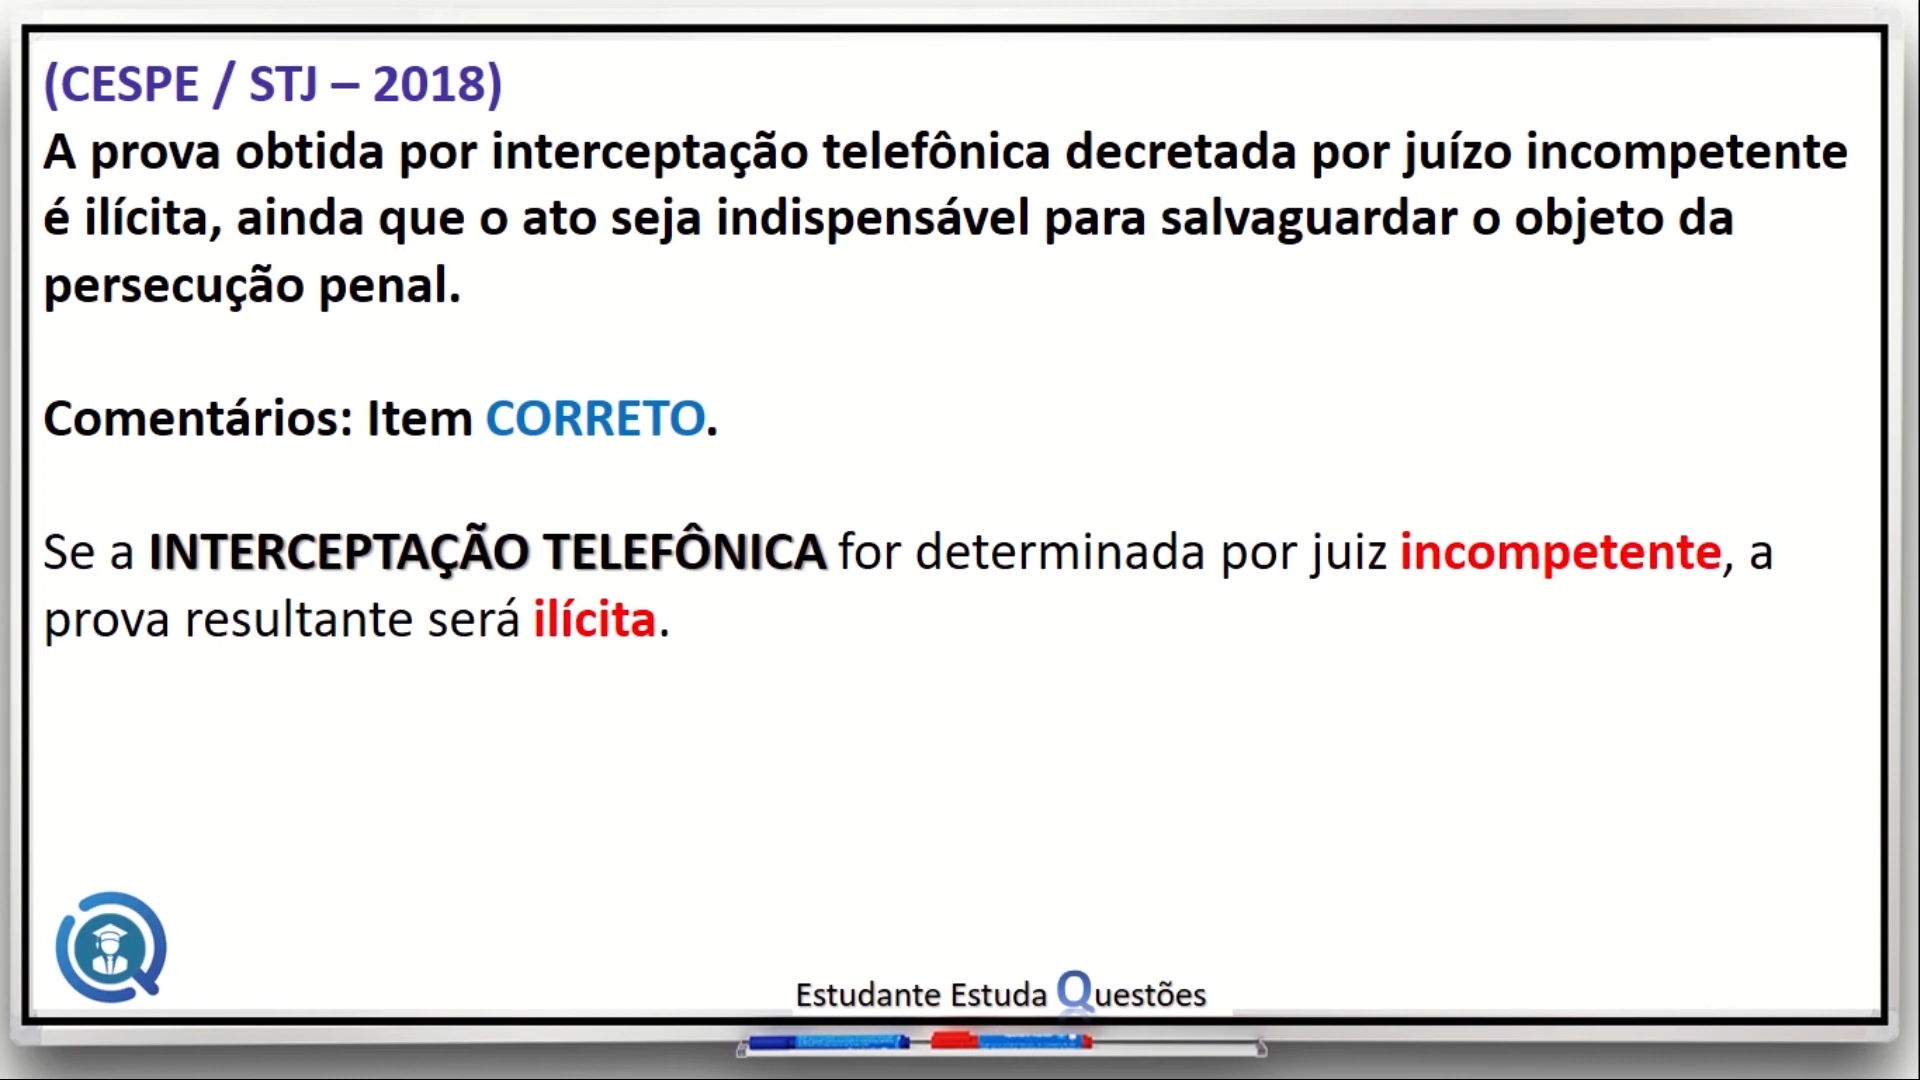 (CESPE / STJ – 2018)
A prova obtida por interceptação telefônica decretada por juízo incompetente
é ilícita, ainda que o ato seja indispensável para salvaguardar o objeto da
persecução penal.
Comentários: Item CORRETO.
Se a INTERCEPTAÇÃO TELEFÔNICA for determinada por juiz incompetente, a
prova resultante será ilícita.
Estudante Estuda Questões